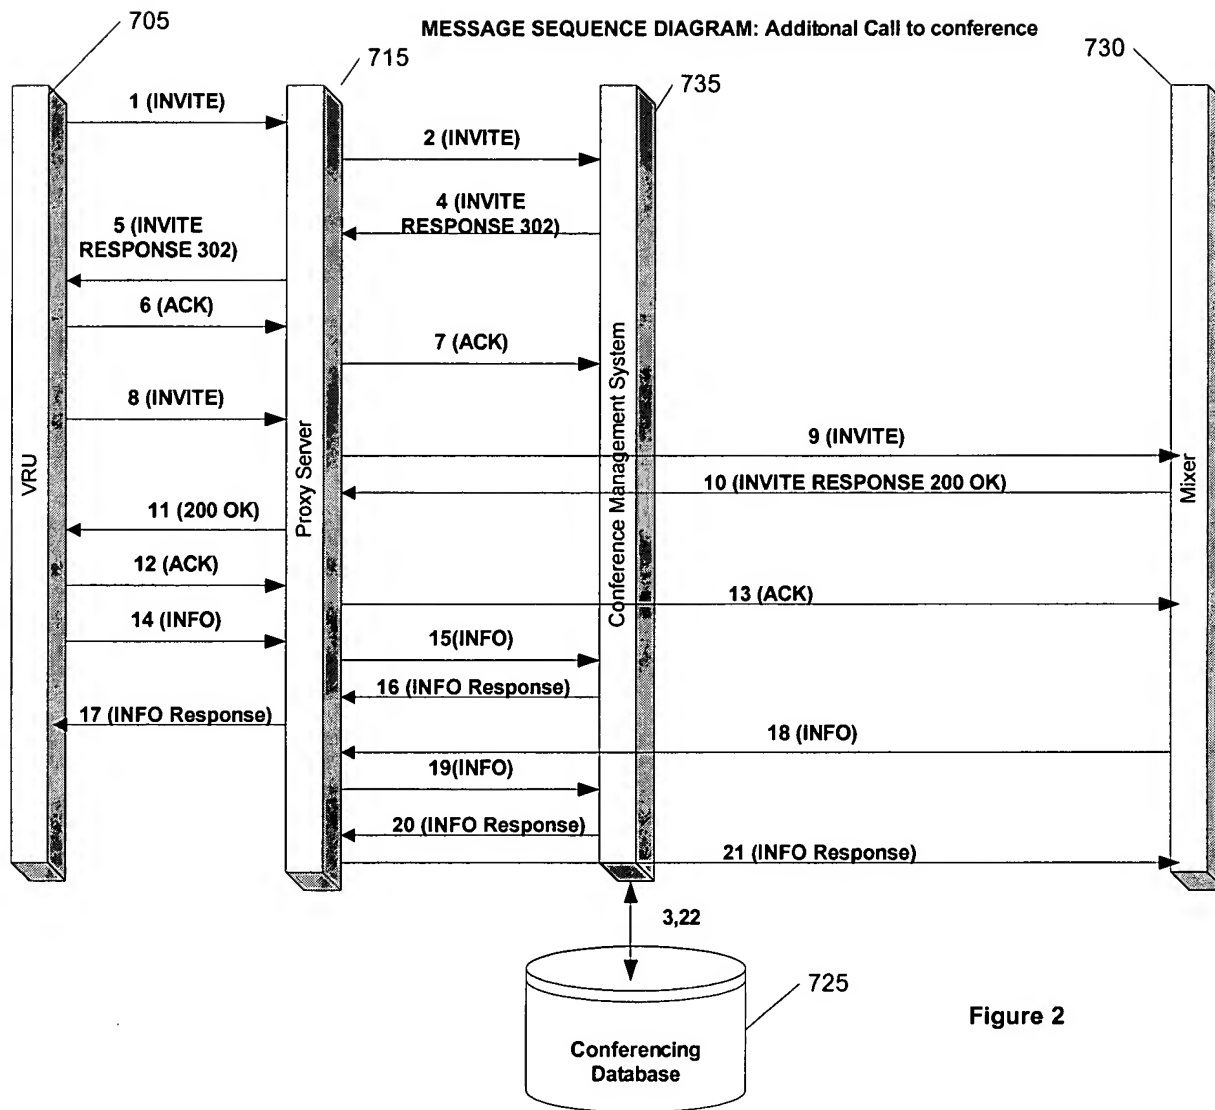 705
MESSAGE SEQUENCE DIAGRAM: Additonal Call to conference
715
735
730
1 (INVITE)
2 (INVITE)
4 (INVITE
RESPONSE 302)
5 (INVITE
RESPONSE 302)
6 (ACK)
7 (ACK)
8 (INVITE)
9 (INVITE)
10 (INVITE RESPONSE 200 OK)
11 (200 OK)
12 (ACK)
13 (ACK)
14 (INFO)
15(INFO)
16 (INFO Response)
17 (INFO Response)
18 (INFO)
19(INFO)
20 (INFO Response)
21 (INFO Response)
VRU
Proxy Server
Conference Management System
Mixer
3,22
725
Conferencing
Database
Figure 2